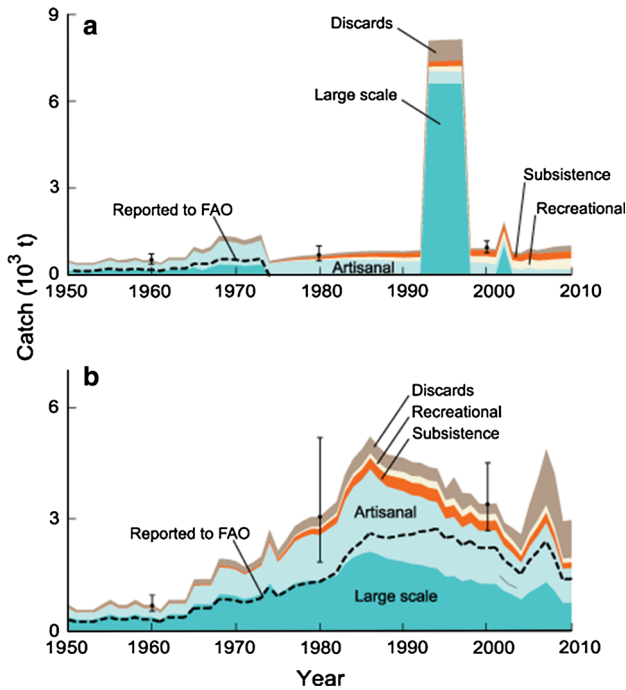 a
9
6
3
0
Discards
Large scale
Subsistence
Recreational
Reported to FAO
Artisanal
1950 1960 1970 1980 1990 2000 2010
Catch (10³ t)
b
6
3
0
Discards
Recreational
Subsistence
Artisanal
Reported to FAO
Large scale
1950 1960 1970 1980 1990 2000 2010
Year